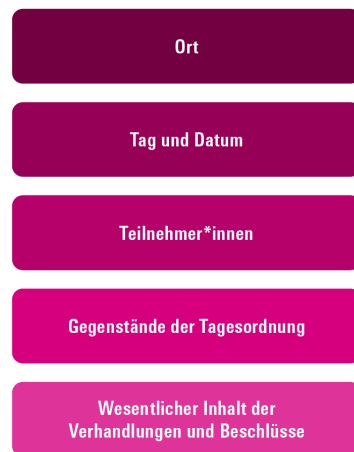 Ort
Tag und Datum
Teilnehmer*innen
Gegenstände der Tagesordnung
Wesentlicher Inhalt der
Verhandlungen und Beschlüsse